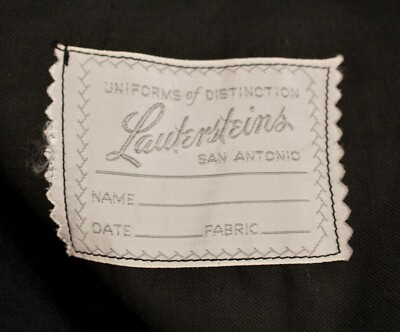 UNIFORMS of DISTINCTION
Lauterstein's
SAN ANTONIO
NAME
DATE FABRIC